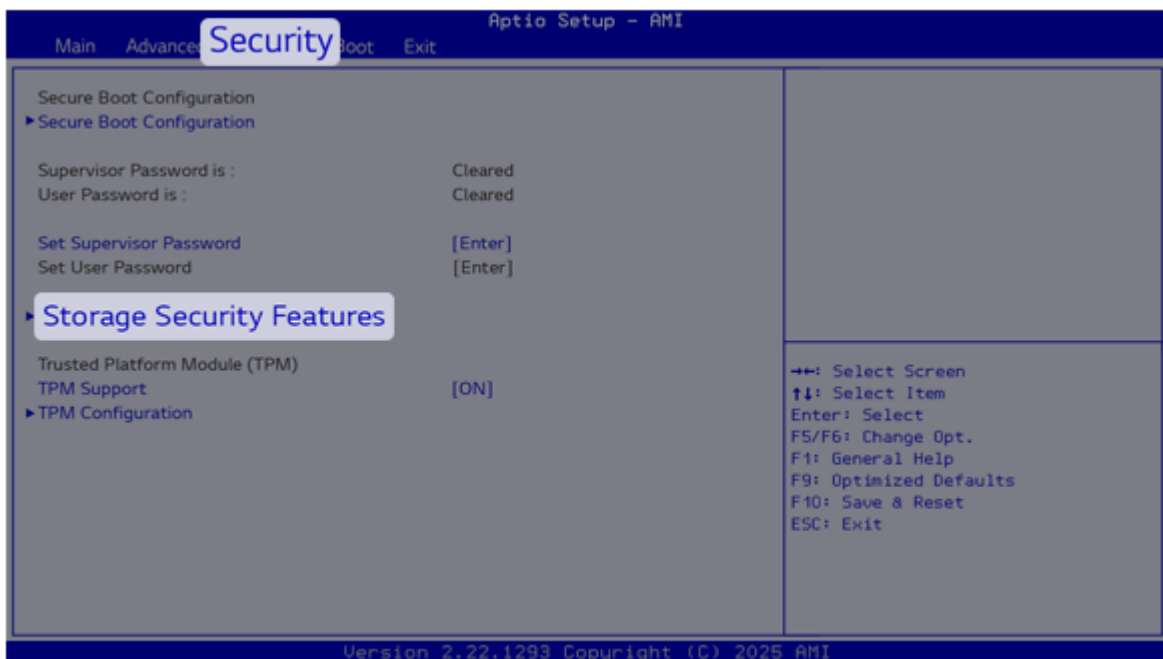 Aptio Setup - AMI
Main Advanced Security Boot Exit
Secure Boot Configuration
►Secure Boot Configuration
Supervisor Password is : Cleared
User Password is : Cleared
Set Supervisor Password [Enter]
Set User Password [Enter]
►Storage Security Features
Trusted Platform Module (TPM)
TPM Support [ON]
►TPM Configuration
→←: Select Screen
↑↓: Select Item
Enter: Select
F5/F6: Change Opt.
F1: General Help
F9: Optimized Defaults
F10: Save & Reset
ESC: Exit
Version 2.22.1293 Copyright (C) 2025 AMI